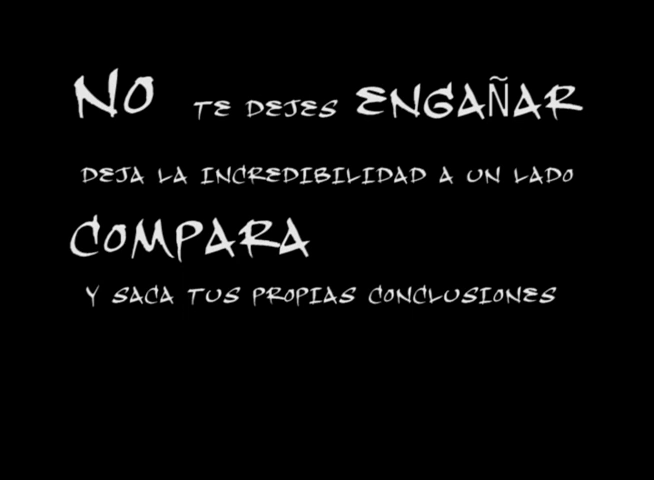 NO TE DEJES ENGAÑAR
DEJA LA INCREDIBILIDAD A UN LADO
COMPARA
Y SACA TUS PROPIAS CONCLUSIONES